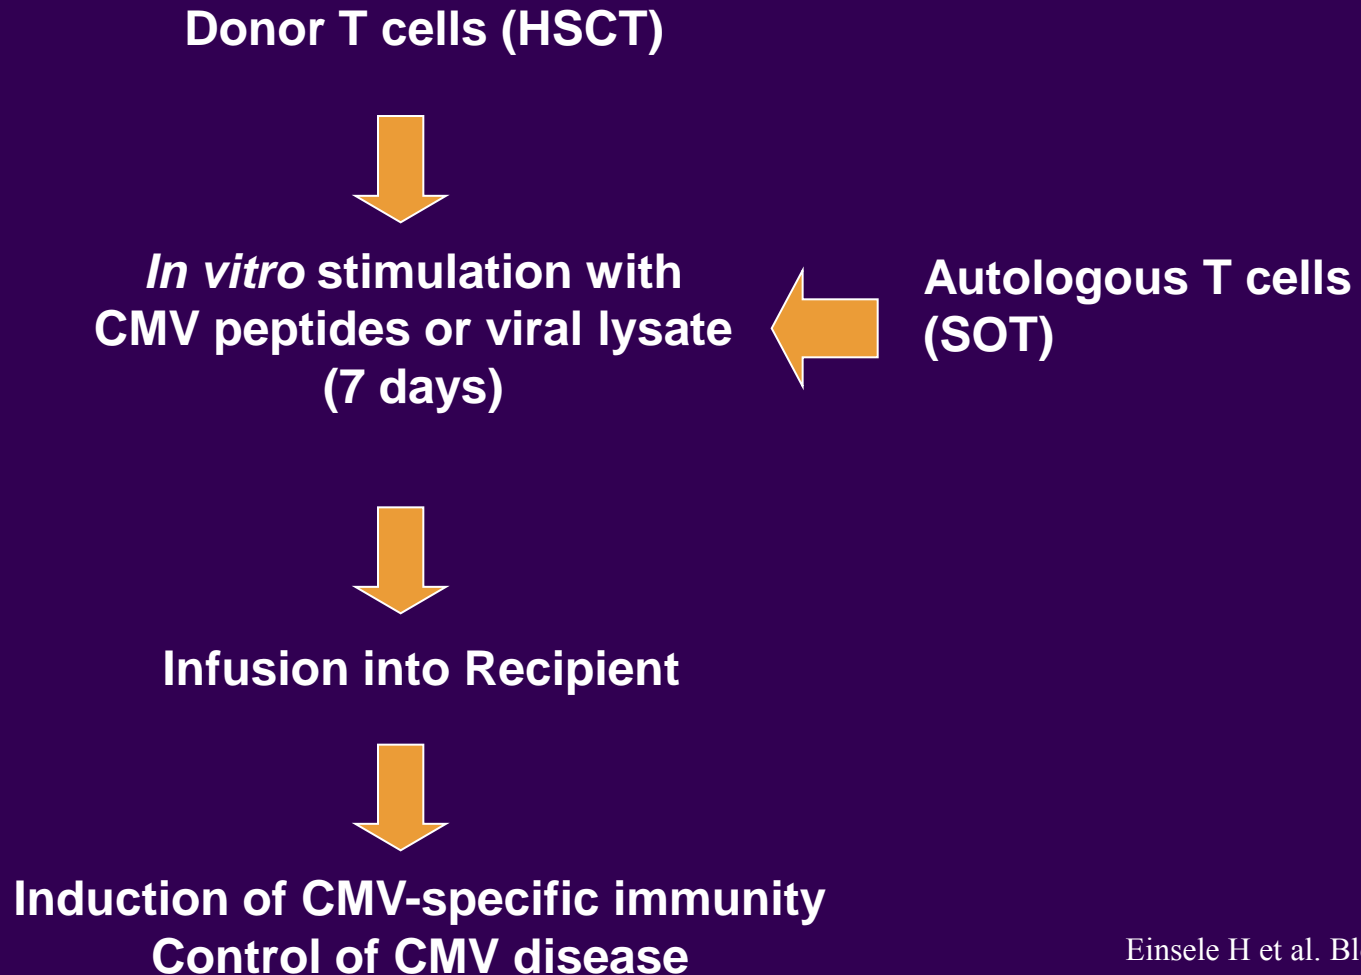 Donor T cells (HSCT)
In vitro stimulation with
CMV peptides or viral lysate
(7 days)
Autologous T cells
(SOT)
Infusion into Recipient
Induction of CMV-specific immunity
Control of CMV disease
Einsele H et al.